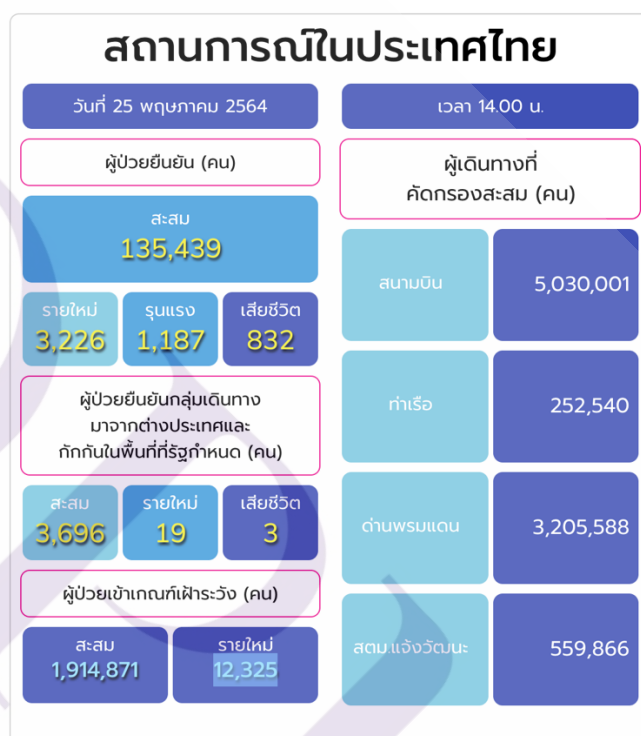 สถานการณ์ในประเทศไทย
วันที่ 25 พฤษภาคม 2564
เวลา 14.00 น.
ผู้ป่วยยืนยัน (คน)
สะสม
135,439
รายใหม่
3,226
รุนแรง
1,187
เสียชีวิต
832
ผู้ป่วยยืนยันกลุ่มเดินทาง
มาจากต่างประเทศและ
กักกันในพื้นที่ที่รัฐกำหนด (คน)
สะสม
3,696
รายใหม่
19
เสียชีวิต
3
ผู้ป่วยเข้าเกณฑ์เฝ้าระวัง (คน)
สะสม
1,914,871
รายใหม่
12,325
ผู้เดินทางที่
คัดกรองสะสม (คน)
สนามบิน
5,030,001
ท่าเรือ
252,540
ด่านพรมแดน
3,205,588
สตม.แจ้งวัฒนะ
559,866